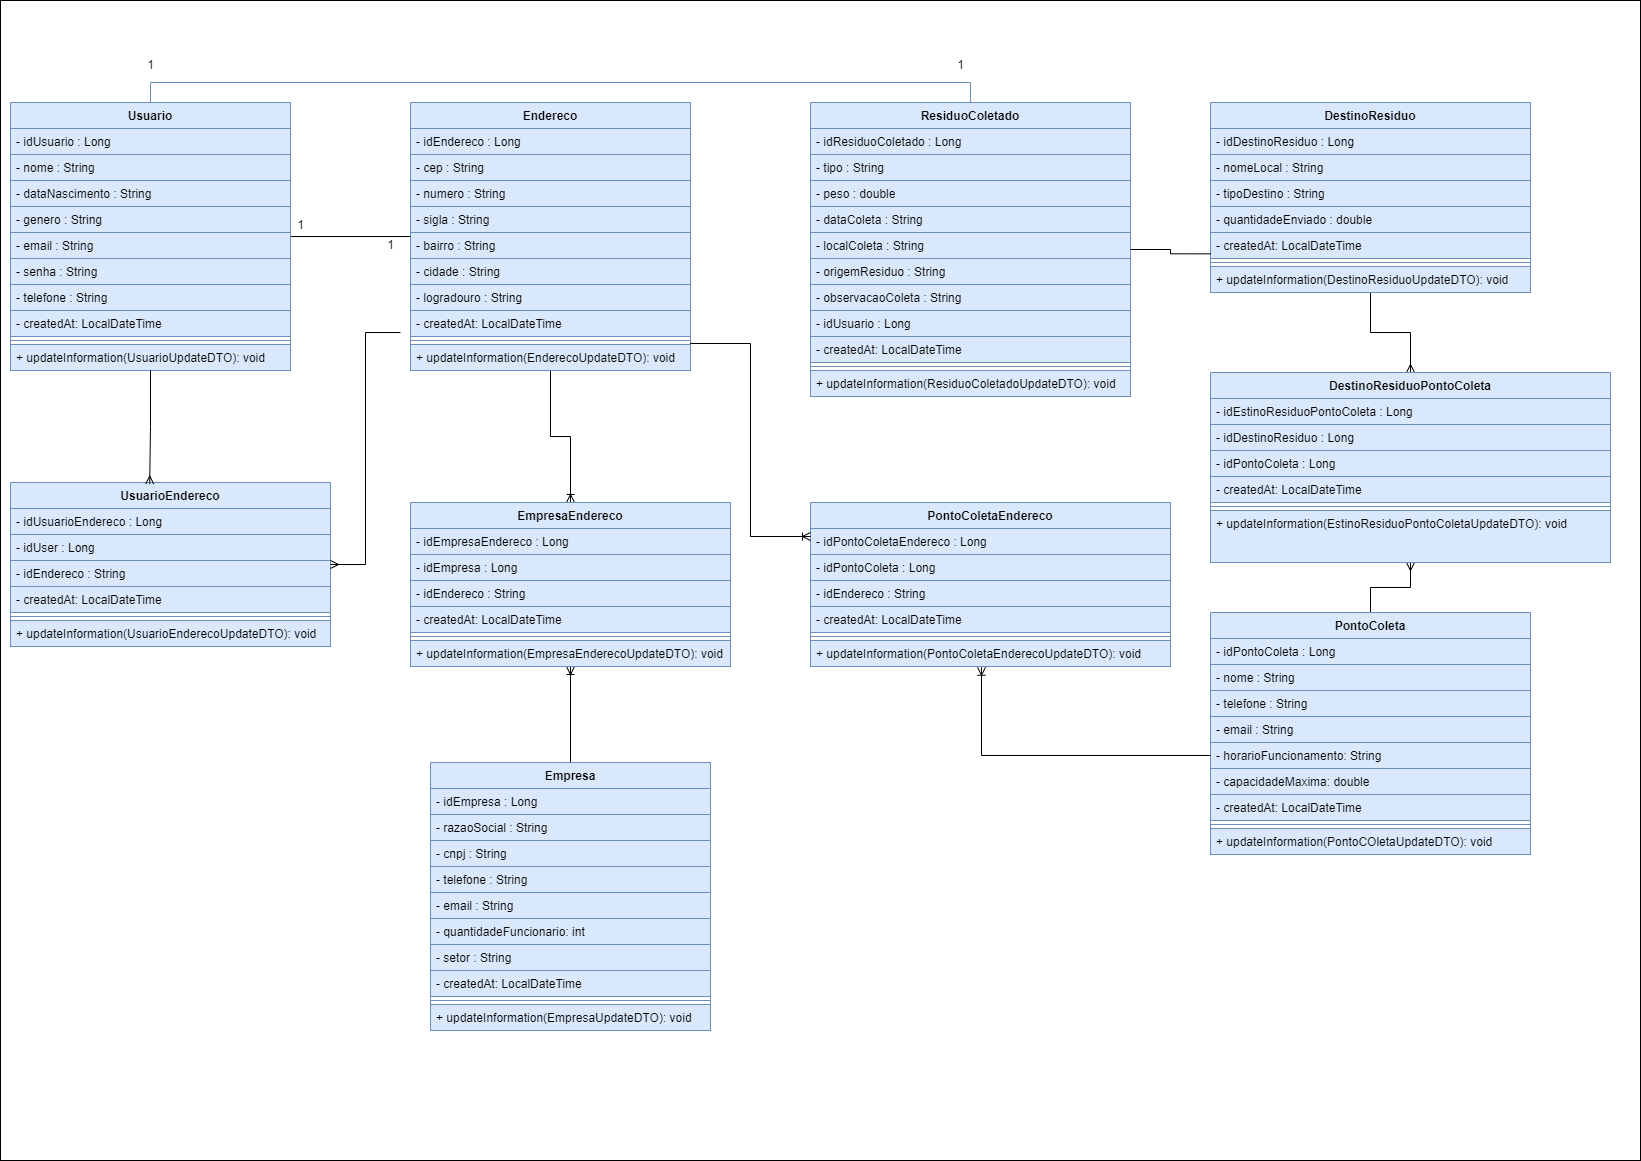 1
1
Usuario
- idUsuario : Long
- nome : String
- dataNascimento : String
- genero : String
- email : String
- senha : String
- telefone : String
- createdAt: LocalDateTime
+ updateInformation(UsuarioUpdateDTO): void
1
1
Endereco
- idEndereco : Long
- cep : String
- numero : String
- sigla : String
- bairro : String
- cidade : String
- logradouro : String
- createdAt: LocalDateTime
+ updateInformation(EnderecoUpdateDTO): void
ResiduoColetado
- idResiduoColetado : Long
- tipo : String
- peso : double
- dataColeta : String
- localColeta : String
- origemResiduo : String
- observacaoColeta : String
- idUsuario : Long
- createdAt: LocalDateTime
+ updateInformation(ResiduoColetadoUpdateDTO): void
DestinoResiduo
- idDestinoResiduo : Long
- nomeLocal : String
- tipoDestino : String
- quantidadeEnviado : double
- createdAt: LocalDateTime
+ updateInformation(DestinoResiduoUpdateDTO): void
DestinoResiduoPontoColeta
- idEstinoResiduoPontoColeta : Long
- idDestinoResiduo : Long
- idPontoColeta : Long
- createdAt: LocalDateTime
+ updateInformation(EstinoResiduoPontoColetaUpdateDTO): void
UsuarioEndereco
- idUsuarioEndereco : Long
- idUser : Long
- idEndereco : String
- createdAt: LocalDateTime
+ updateInformation(UsuarioEnderecoUpdateDTO): void
EmpresaEndereco
- idEmpresaEndereco : Long
- idEmpresa : Long
- idEndereco : String
- createdAt: LocalDateTime
+ updateInformation(EmpresaEnderecoUpdateDTO): void
PontoColetaEndereco
- idPontoColetaEndereco : Long
- idPontoColeta : Long
- idEndereco : String
- createdAt: LocalDateTime
+ updateInformation(PontoColetaEnderecoUpdateDTO): void
PontoColeta
- idPontoColeta : Long
- nome : String
- telefone : String
- email : String
- horarioFuncionamento: String
- capacidadeMaxima: double
- createdAt: LocalDateTime
+ updateInformation(PontoCOletaUpdateDTO): void
Empresa
- idEmpresa : Long
- razaoSocial : String
- cnpj : String
- telefone : String
- email : String
- quantidadeFuncionario: int
- setor : String
- createdAt: LocalDateTime
+ updateInformation(EmpresaUpdateDTO): void